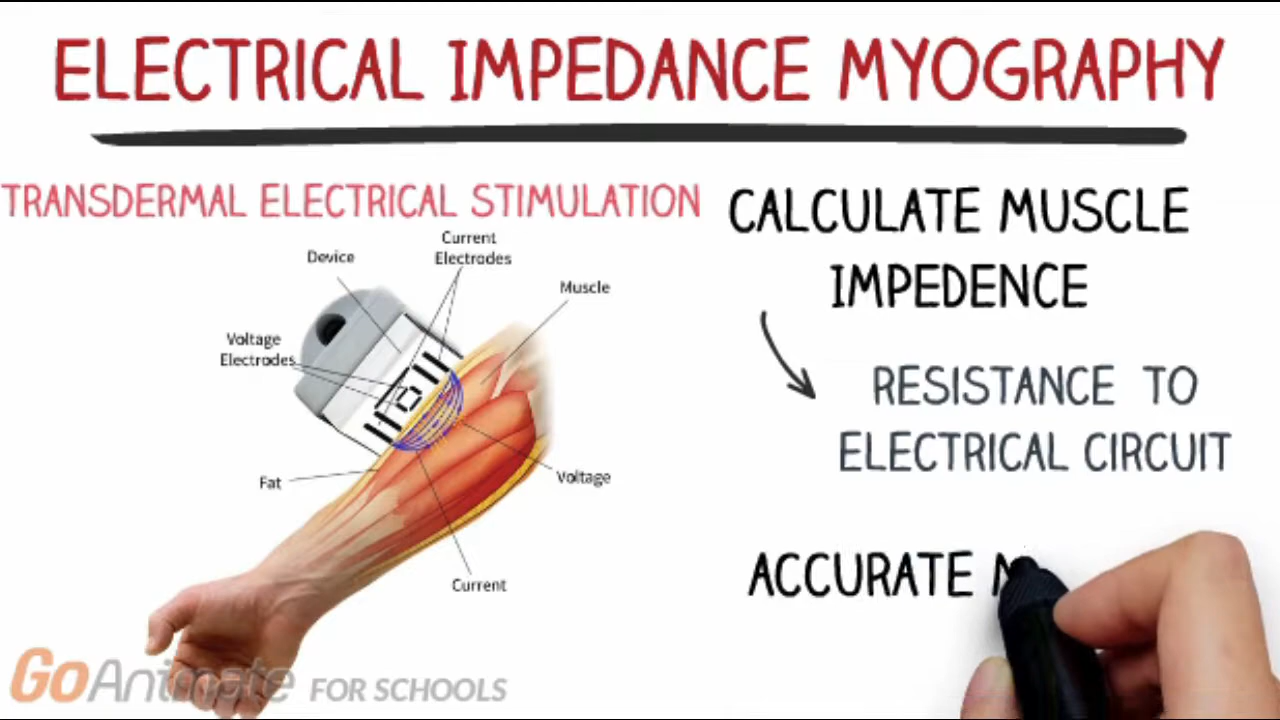 ELECTRICAL IMPEDANCE MYOGRAPHY
TRANSDERMAL ELECTRICAL STIMULATION
Current
Electrodes
Device
Muscle
Voltage
Electrodes
Fat
Voltage
Current
CALCULATE MUSCLE
IMPEDENCE
RESISTANCE TO
ELECTRICAL CIRCUIT
ACCURATE
GoAnimate FOR SCHOOLS